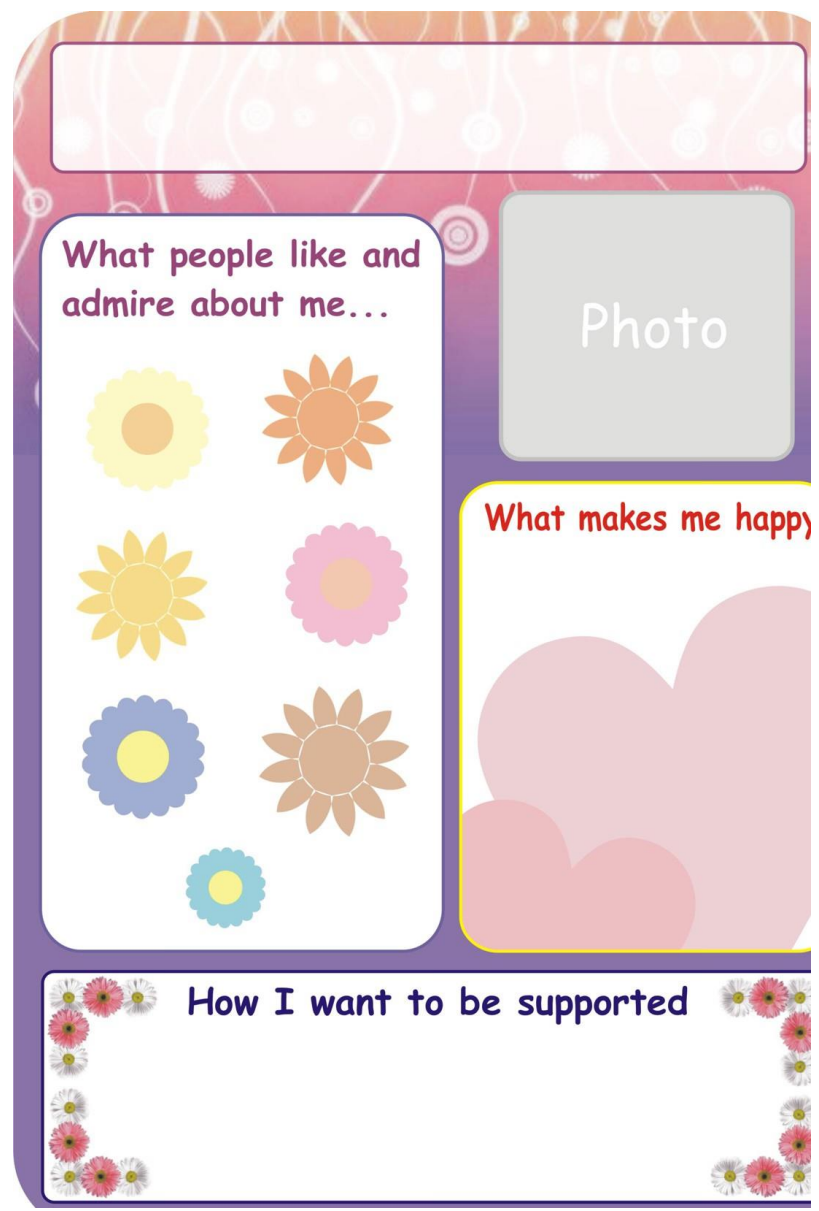 What people like and
admire about me...
Photo
What makes me happy
How I want to be supported